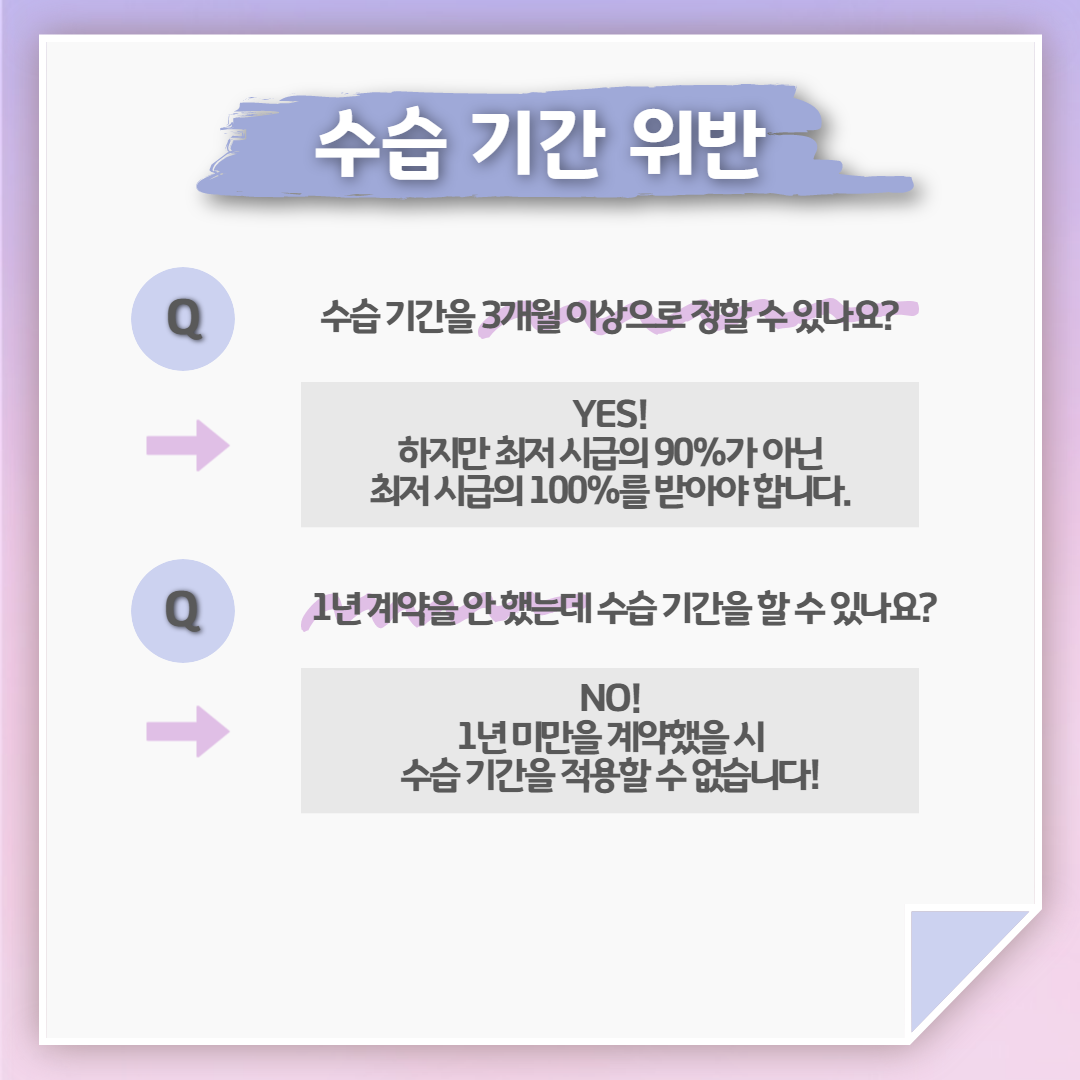 수습 기간 위반
Q
수습 기간을 3개월 이상으로 정할 수 있나요?
YES!
하지만 최저 시급의 90%가 아닌
최저 시급의 100%를 받아야 합니다.
Q
1년 계약을 안 했는데 수습 기간을 할 수 있나요?
NO!
1년 미만을 계약했을 시
수습 기간을 적용할 수 없습니다!